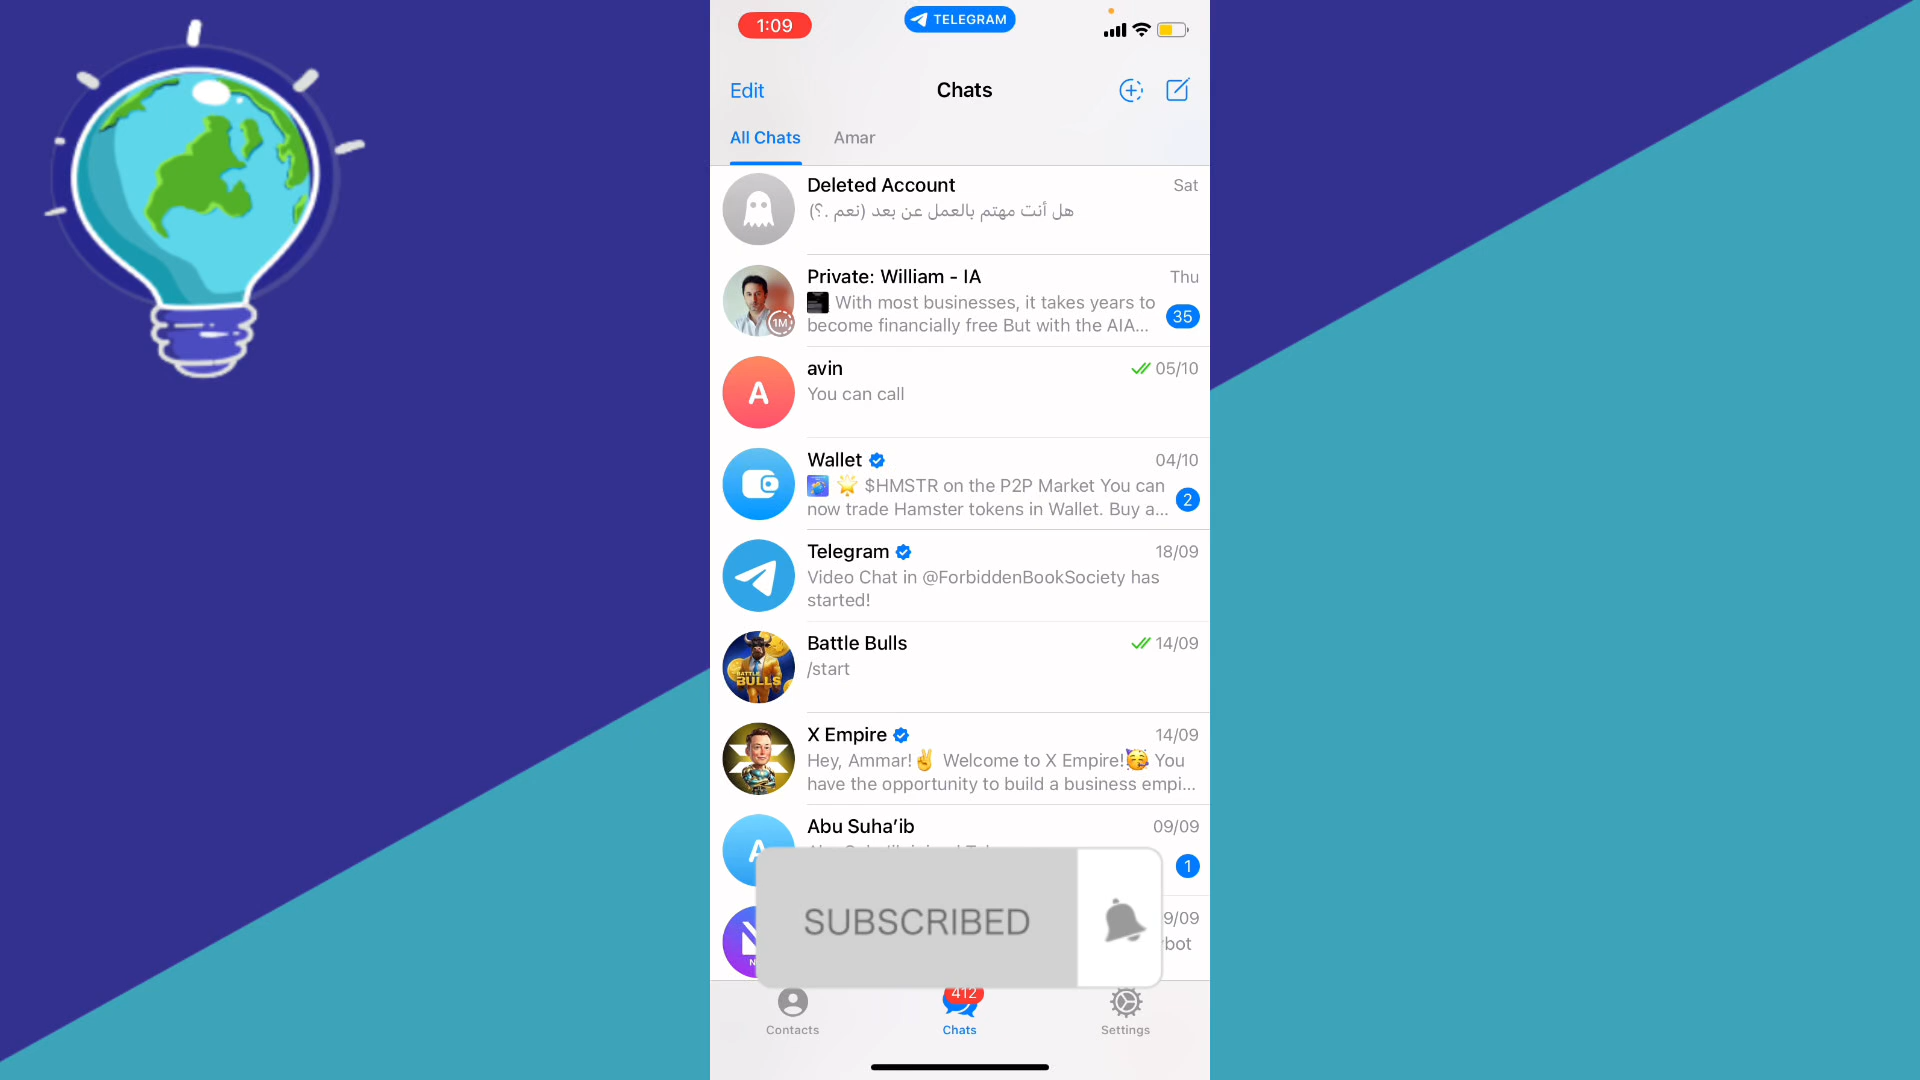 1:09
TELEGRAM
Edit
Chats
All Chats
Amar
Deleted Account
Sat
هل أنت مهتم بالعمل عن بعد (نعم .؟)
Private: William - IA
Thu
1M
With most businesses, it takes years to
become financially free But with the AIA...
35
A
avin
05/10
You can call
Wallet
04/10
$HMSTR on the P2P Market You can
now trade Hamster tokens in Wallet. Buy a...
2
Telegram
18/09
Video Chat in @ForbiddenBookSociety has
started!
BATTLE
BULLS
Battle Bulls
14/09
/start
X Empire
14/09
Hey, Ammar!✌️ Welcome to X Empire!🥳 You
have the opportunity to build a business empi...
A
Abu Suha’ib
09/09
1
SUBSCRIBED
9/09
bot
412
Contacts
Chats
Settings